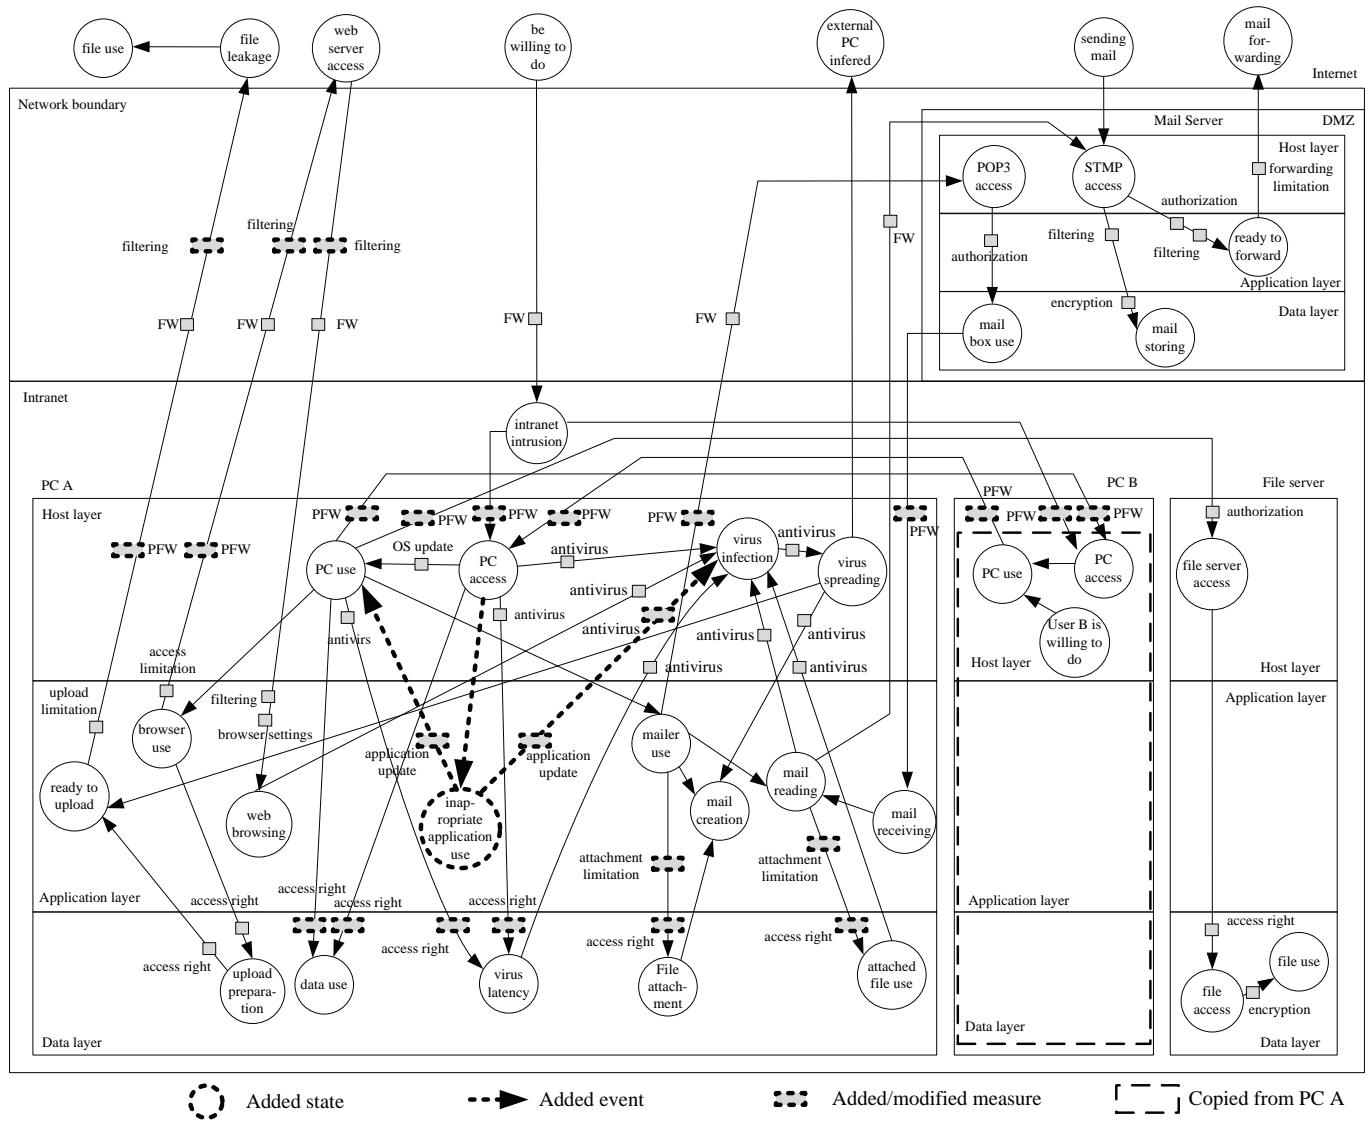 file use
file
leakage
web
server
access
be
willing to
do
external
PC
infered
sending
mail
mail
for-
warding
Internet
Network boundary
Mail Server
DMZ
Host layer
POP3
access
STMP
access
forwarding
limitation
authorization
filtering
filtering
filtering
filtering
FW
filtering
authorization
filtering
ready to
forward
Application layer
encryption
Data layer
FW
FW
FW
FW
FW
mail
box use
mail
storing
Intranet
intranet
intrusion
PC A
PC B
File server
Host layer
PFW
PFW
PFW
PFW
PFW
PFW
PFW
PFW
PFW
authorization
PFW
PFW
OS update
antivirus
virus
infection
antivirus
PC use
PC
access
virus
spreading
PC use
PC
access
file server
access
antivirus
antivirus
antivirs
antivirus
antivirus
antivirus
User B is
willing to
do
access
limitation
antivirus
antivirus
Host layer
Host layer
upload
limitation
filtering
browser
use
browser settings
mailer
use
Application layer
application
update
application
update
ready to
upload
web
browsing
inap-
ropriate
application
use
mail
creation
mail
reading
mail
receiving
attachment
limitation
attachment
limitation
Application layer
access right
access right
access right
access right
Application layer
access right
access right
access right
access right
access right
upload
prepara-
tion
data use
virus
latency
File
attach-
ment
attached
file use
file use
file
access
encryption
Data layer
Data layer
Data layer
Added state
Added event
Added/modified measure
Copied from PC A